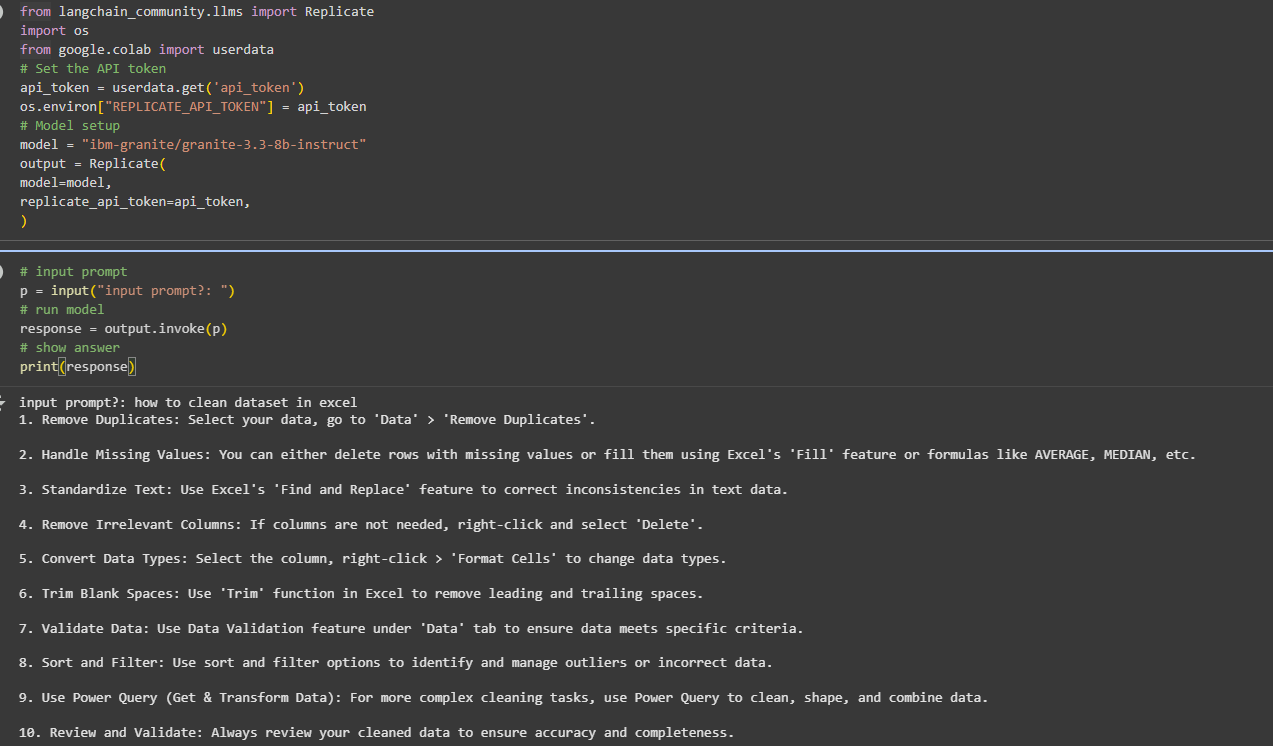 from langchain_community.llms import Replicate
import os
from google.colab import userdata
# Set the API token
api_token = userdata.get('api_token')
os.environ["REPLICATE_API_TOKEN"] = api_token
# Model setup
model = "ibm-granite/granite-3.3-8b-instruct"
output = Replicate(
model=model,
replicate_api_token=api_token,
)
# input prompt
p = input("input prompt?: ")
# run model
response = output.invoke(p)
# show answer
print(response)
input prompt?: how to clean dataset in excel
1. Remove Duplicates: Select your data, go to 'Data' > 'Remove Duplicates'.
2. Handle Missing Values: You can either delete rows with missing values or fill them using Excel's 'Fill' feature or formulas like AVERAGE, MEDIAN, etc.
3. Standardize Text: Use Excel's 'Find and Replace' feature to correct inconsistencies in text data.
4. Remove Irrelevant Columns: If columns are not needed, right-click and select 'Delete'.
5. Convert Data Types: Select the column, right-click > 'Format Cells' to change data types.
6. Trim Blank Spaces: Use 'Trim' function in Excel to remove leading and trailing spaces.
7. Validate Data: Use Data Validation feature under 'Data' tab to ensure data meets specific criteria.
8. Sort and Filter: Use sort and filter options to identify and manage outliers or incorrect data.
9. Use Power Query (Get & Transform Data): For more complex cleaning tasks, use Power Query to clean, shape, and combine data.
10. Review and Validate: Always review your cleaned data to ensure accuracy and completeness.